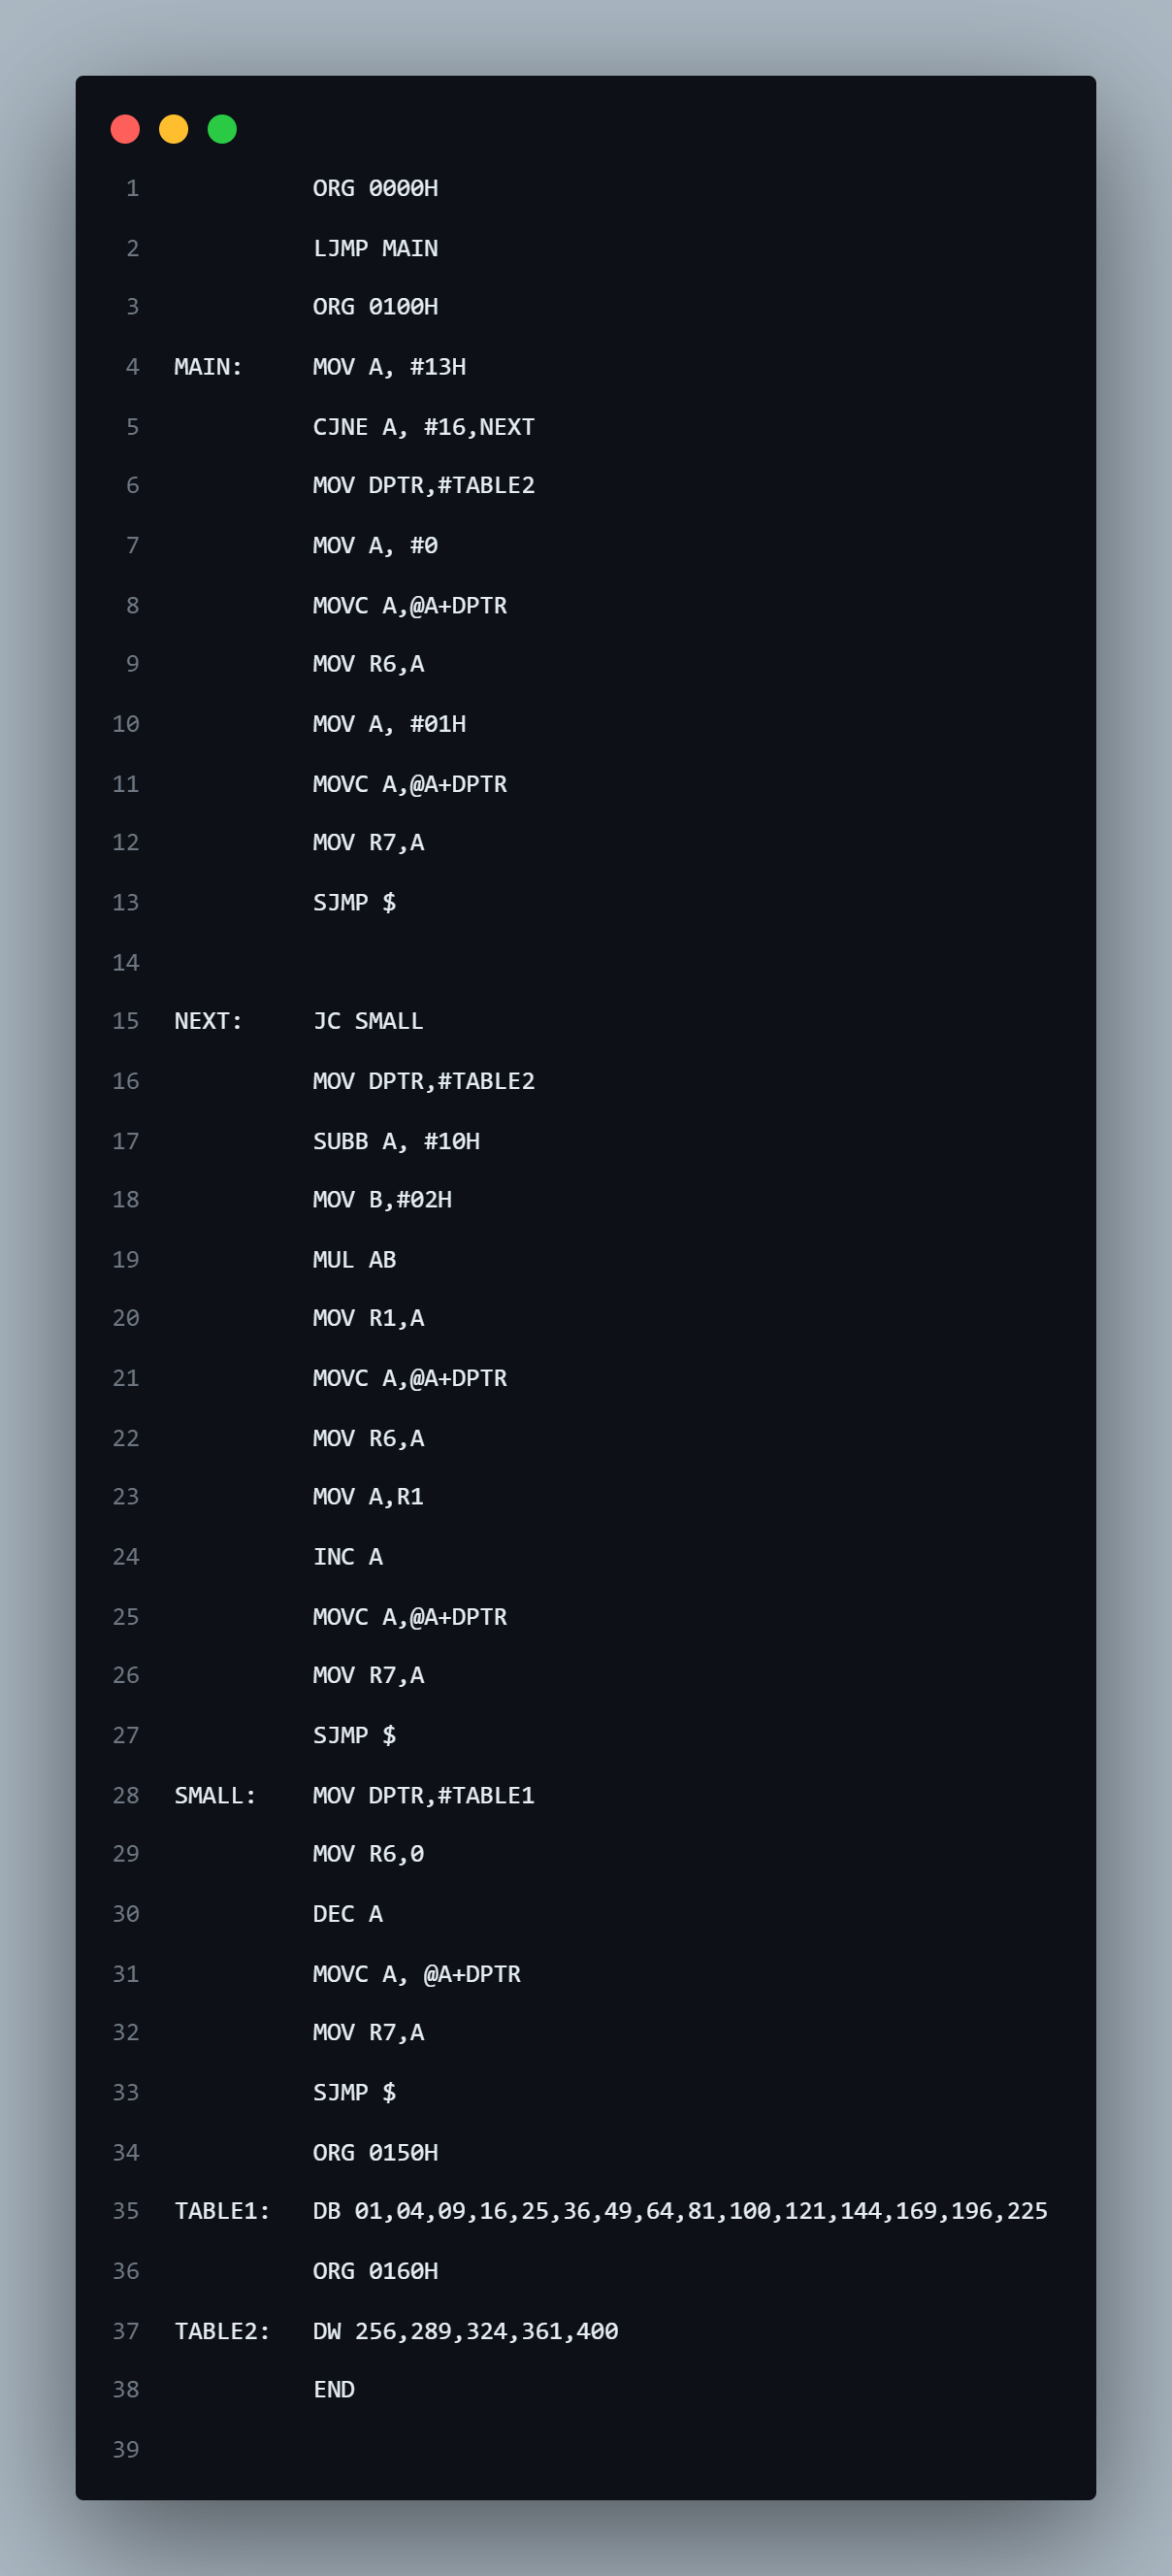 1 ORG 0000H
2 LJMP MAIN
3 ORG 0100H
4 MAIN: MOV A, #13H
5 CJNE A, #16,NEXT
6 MOV DPTR,#TABLE2
7 MOV A, #0
8 MOVC A,@A+DPTR
9 MOV R6,A
10 MOV A, #01H
11 MOVC A,@A+DPTR
12 MOV R7,A
13 SJMP $
14
15 NEXT: JC SMALL
16 MOV DPTR,#TABLE2
17 SUBB A, #10H
18 MOV B,#02H
19 MUL AB
20 MOV R1,A
21 MOVC A,@A+DPTR
22 MOV R6,A
23 MOV A,R1
24 INC A
25 MOVC A,@A+DPTR
26 MOV R7,A
27 SJMP $
28 SMALL: MOV DPTR,#TABLE1
29 MOV R6,0
30 DEC A
31 MOVC A, @A+DPTR
32 MOV R7,A
33 SJMP $
34 ORG 0150H
35 TABLE1: DB 01,04,09,16,25,36,49,64,81,100,121,144,169,196,225
36 ORG 0160H
37 TABLE2: DW 256,289,324,361,400
38 END
39